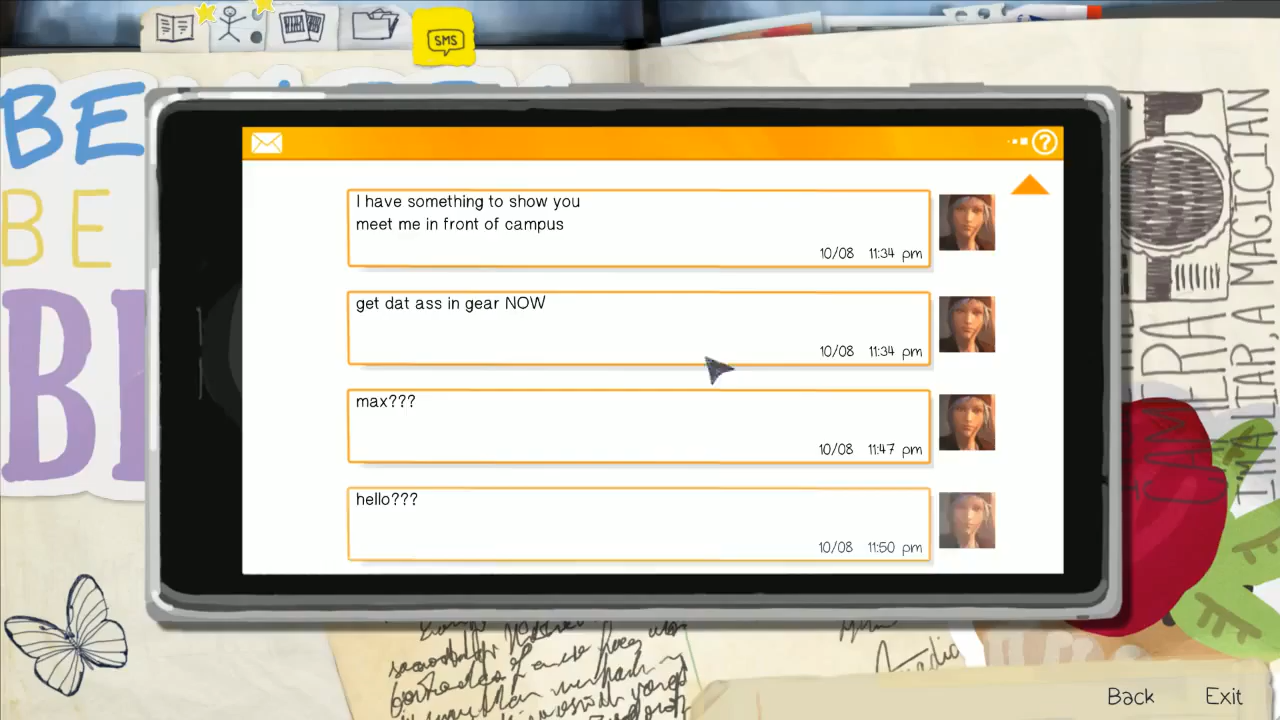 SMS
BE
BE
I have something to show you
meet me in front of campus
10/08 11:34 pm
get dat ass in gear NOW
10/08 11:34 pm
max???
10/08 11:47 pm
hello???
10/08 11:50 pm
LIAR, A MAGICIAN
Back
Exit